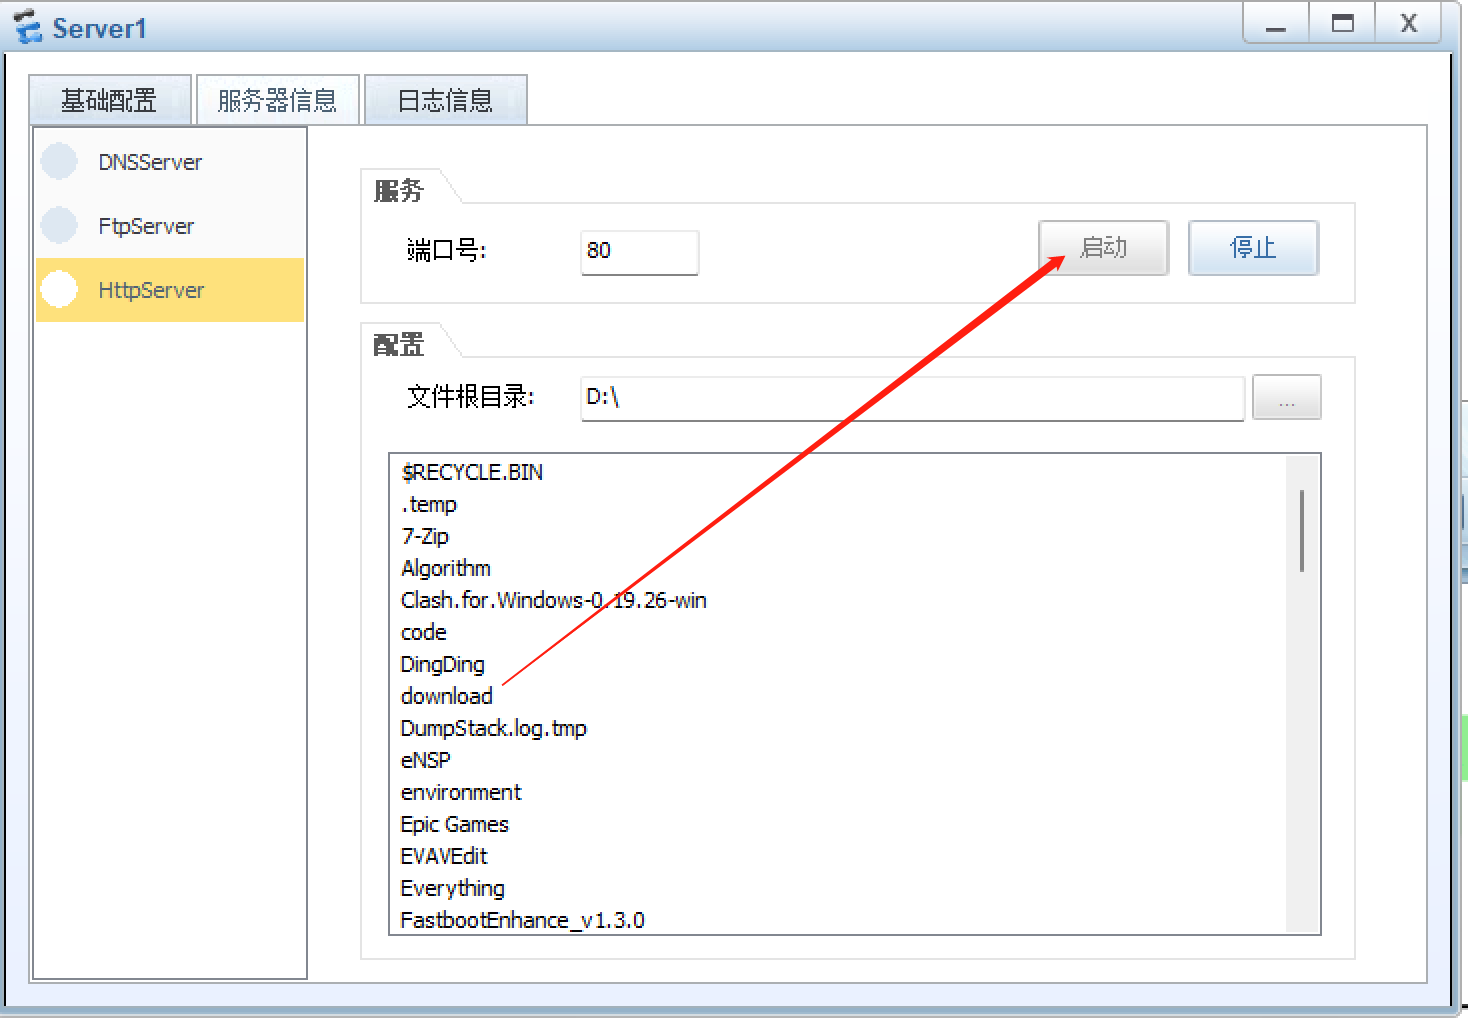 Server1
X
基础配置 服务器信息 日志信息
DNSServer
FtpServer
HttpServer
服务
端口号: 80 启动 停止
配置
文件根目录: D:\ ...
$RECYCLE.BIN
.temp
7-Zip
Algorithm
Clash.for.Windows-0.19.26-win
code
DingDing
download
DumpStack.log.tmp
eNSP
environment
Epic Games
EVAVEdit
Everything
FastbootEnhance_v1.3.0